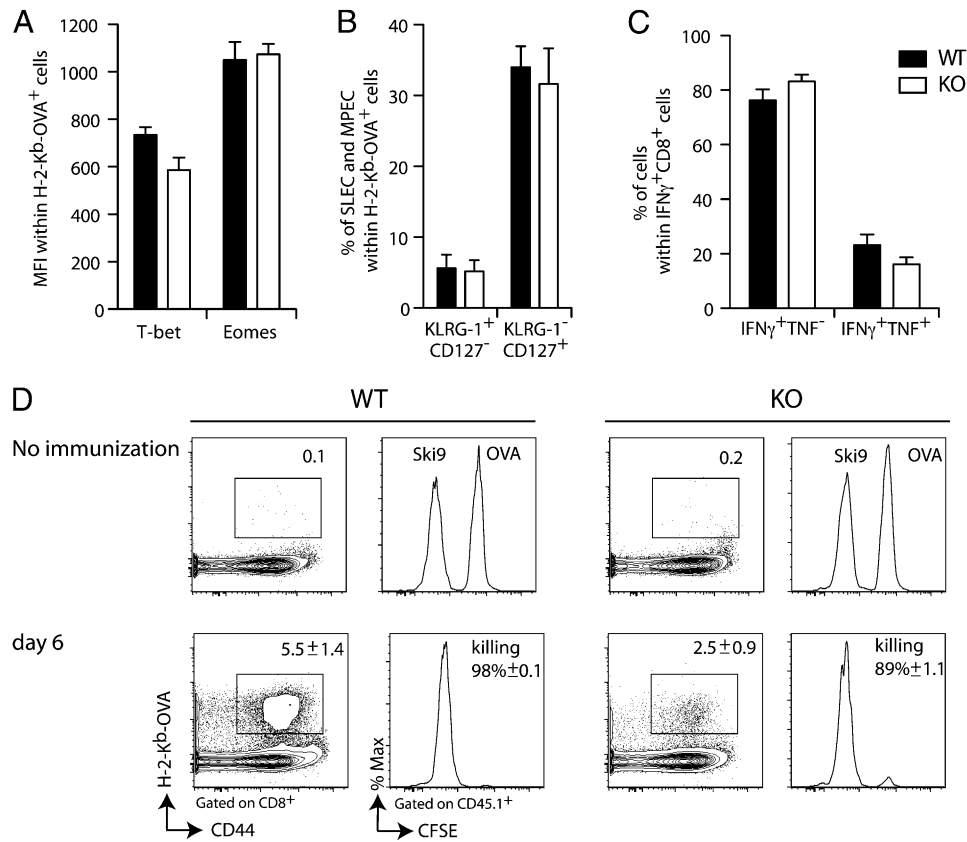 A
MFI within H-2-Kb-OVA+ cells
1200
1000
800
600
400
200
0
T-bet
Eomes
B
% of SLEC and MPEC
within H-2-Kb-OVA+ cells
40
30
20
10
0
KLRG-1+
CD127-
KLRG-1-
CD127+
C
% of cells
within IFNγ+CD8+ cells
100
80
60
40
20
0
IFNγ+TNF-
IFNγ+TNF+
WT
KO
D
WT
KO
No immunization
0.1
Ski9 OVA
0.2
Ski9 OVA
day 6
5.5±1.4
killing
98%±0.1
2.5±0.9
killing
89%±1.1
H-2-Kb-OVA
Gated on CD8+
CD44
% Max
Gated on CD45.1+
CFSE